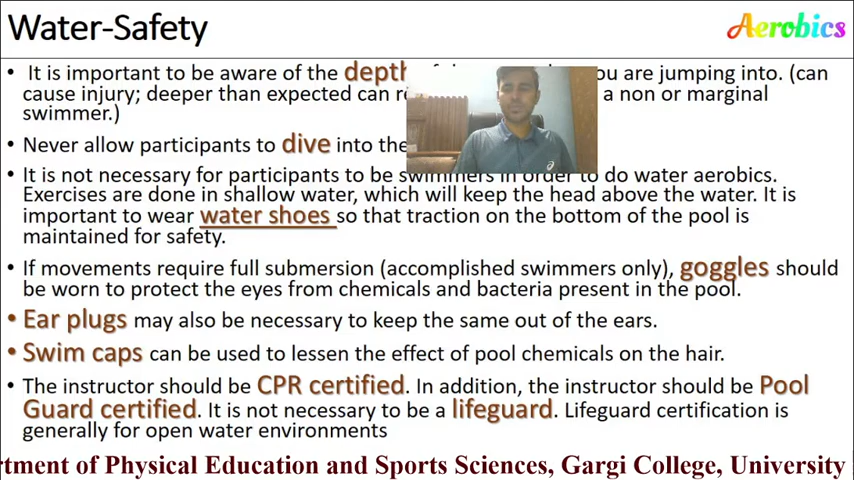 Water-Safety
Aerobics
• It is important to be aware of the depth you are jumping into. (can
cause injury; deeper than expected can a non or marginal
swimmer.)
• Never allow participants to dive into the
• It is not necessary for participants to be swimmers in order to do water aerobics.
Exercises are done in shallow water, which will keep the head above the water. It is
important to wear water shoes so that traction on the bottom of the pool is
maintained for safety.
• If movements require full submersion (accomplished swimmers only), goggles should
be worn to protect the eyes from chemicals and bacteria present in the pool.
• Ear plugs may also be necessary to keep the same out of the ears.
• Swim caps can be used to lessen the effect of pool chemicals on the hair.
• The instructor should be CPR certified. In addition, the instructor should be Pool
Guard certified. It is not necessary to be a lifeguard. Lifeguard certification is
generally for open water environments
rtment of Physical Education and Sports Sciences, Gargi College, University